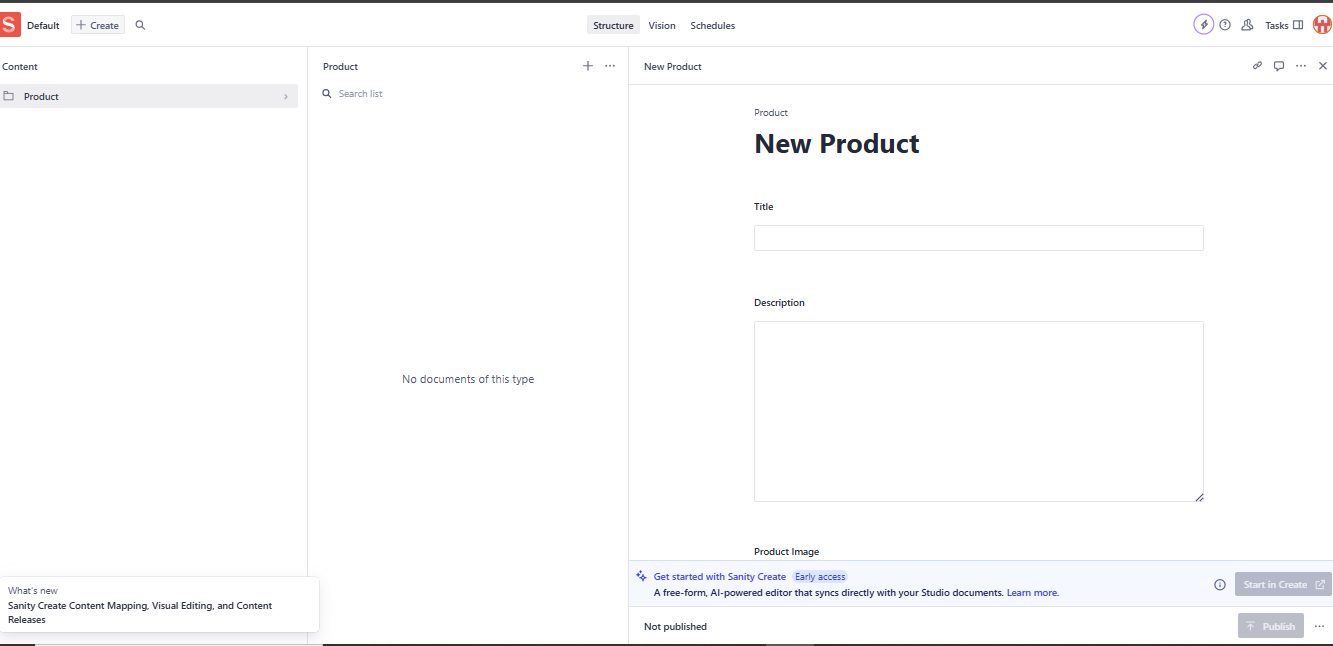 S Default
Create
Structure
Vision
Schedules
Tasks
Content
Product
Product
Search list
No documents of this type
New Product
Product
New Product
Title
Description
Product Image
Get started with Sanity Create Early access
A free-form, AI-powered editor that syncs directly with your Studio documents. Learn more.
Start in Create
Not published
Publish
What's new
Sanity Create Content Mapping, Visual Editing, and Content
Releases